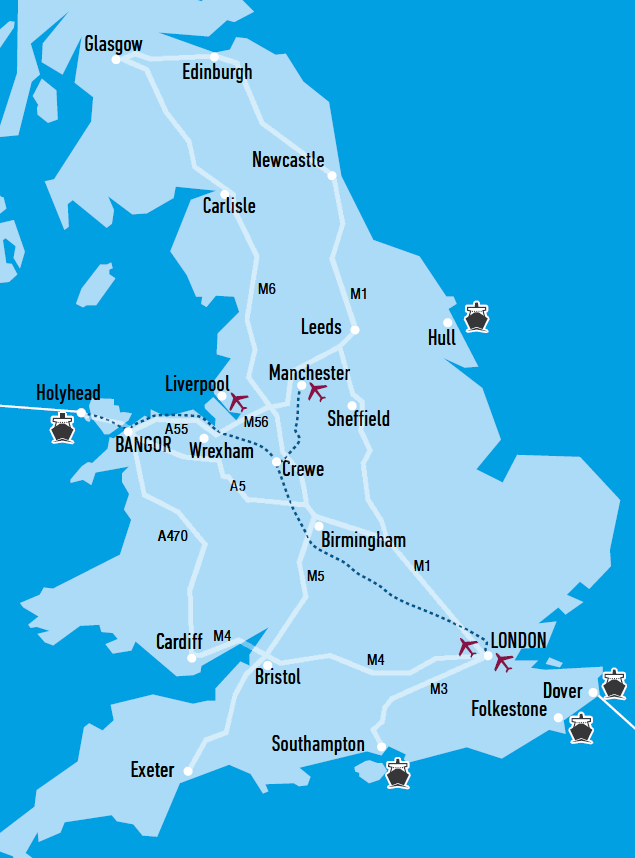 Glasgow
Edinburgh
Newcastle
Carlisle
M6
M1
Leeds
Hull
Manchester
Liverpool
Holyhead
Sheffield
M56
A55
BANGOR
Wrexham
Crewe
A5
A470
Birmingham
M1
M5
Cardiff
M4
LONDON
M4
Bristol
M3
Dover
Folkestone
Southampton
Exeter